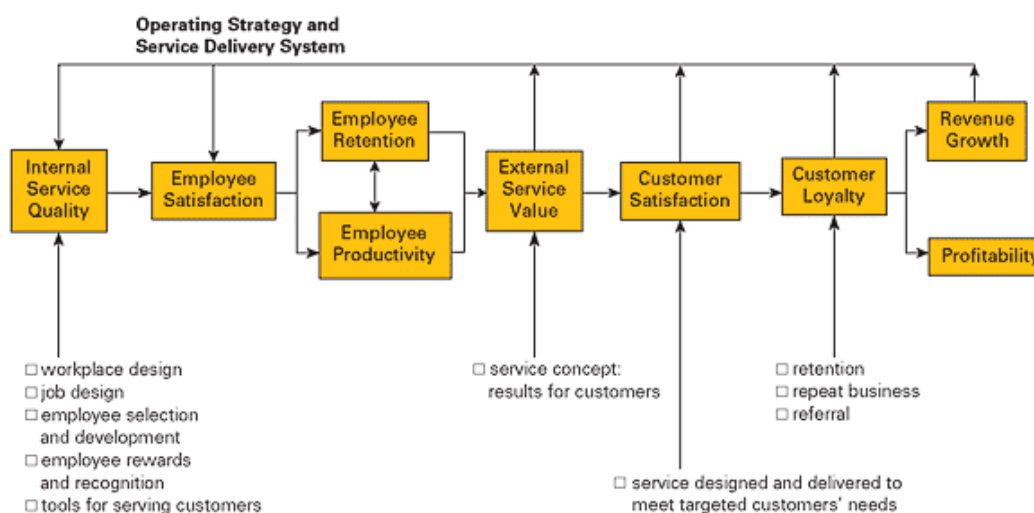 Operating Strategy and
Service Delivery System
Internal
Service
Quality
Employee
Satisfaction
Employee
Retention
Employee
Productivity
External
Service
Value
Customer
Satisfaction
Customer
Loyalty
Revenue
Growth
Profitability
□ workplace design
□ job design
□ employee selection
and development
□ employee rewards
and recognition
□ tools for serving customers
□ service concept:
results for customers
□ service designed and delivered to
meet targeted customers’ needs
□ retention
□ repeat business
□ referral